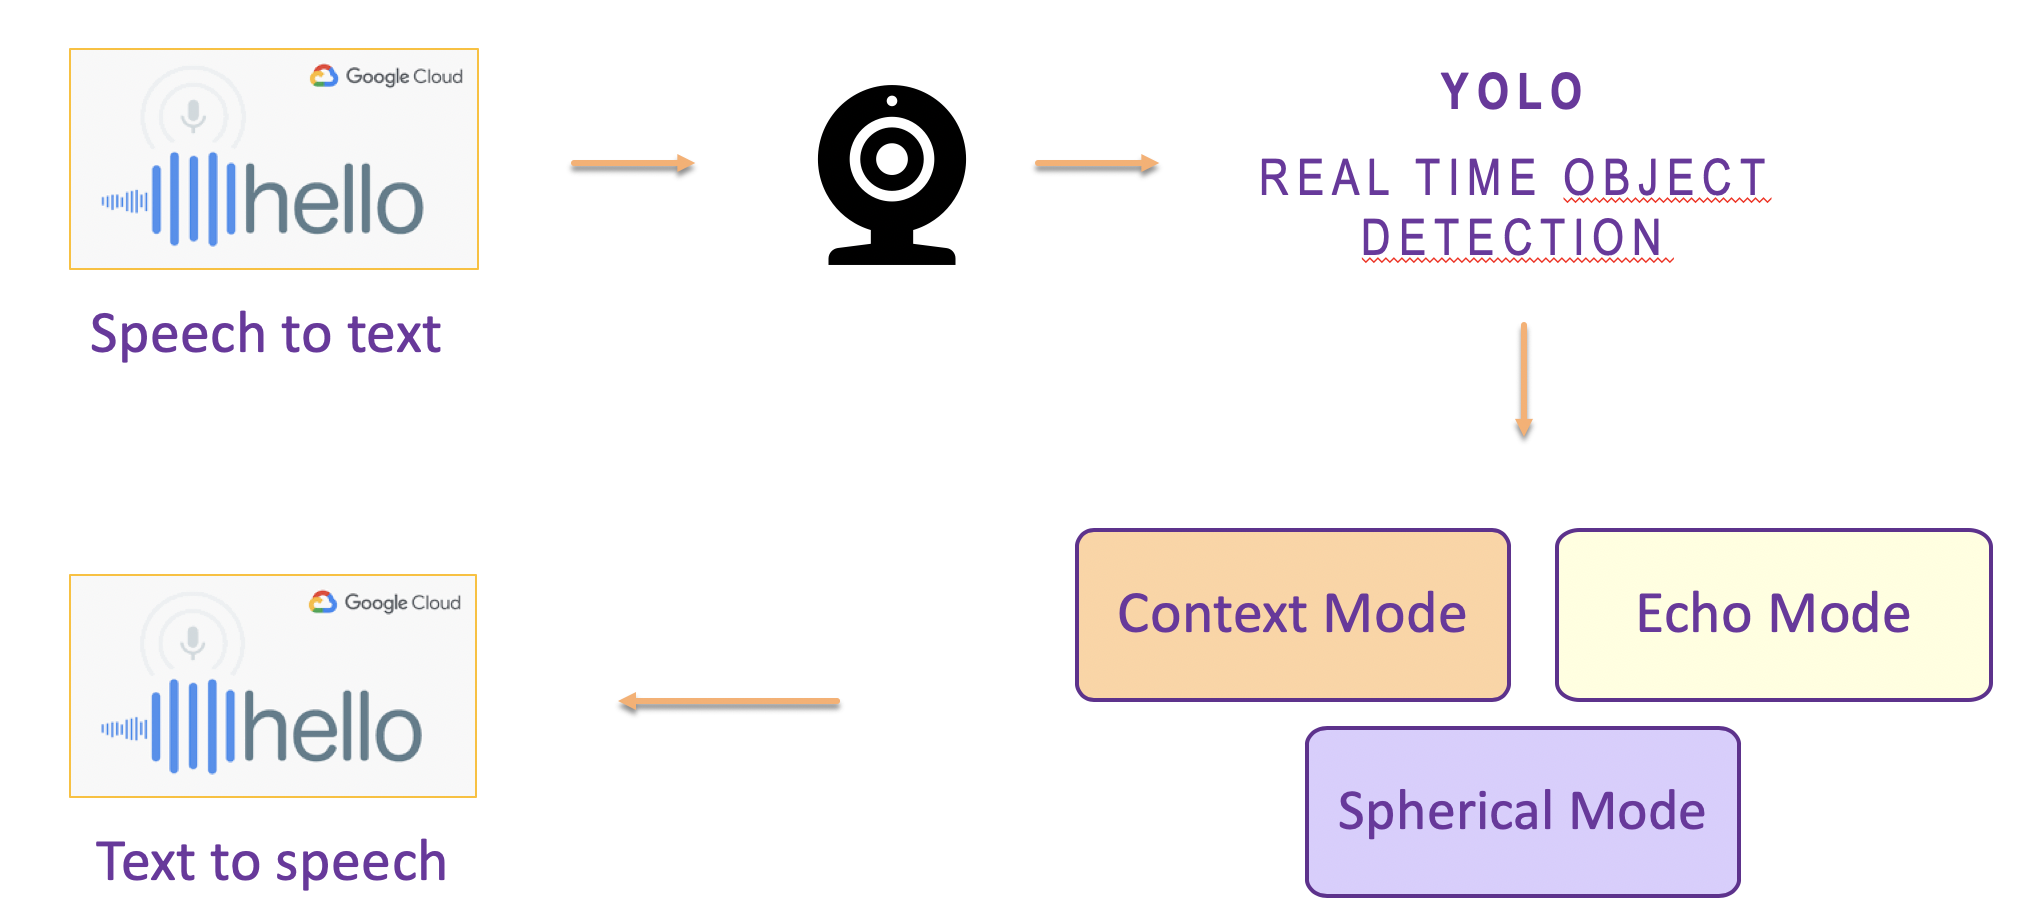 Google Cloud
hello
Speech to text
YOLO
REAL TIME OBJECT
DETECTION
Context Mode
Echo Mode
Spherical Mode
Google Cloud
hello
Text to speech